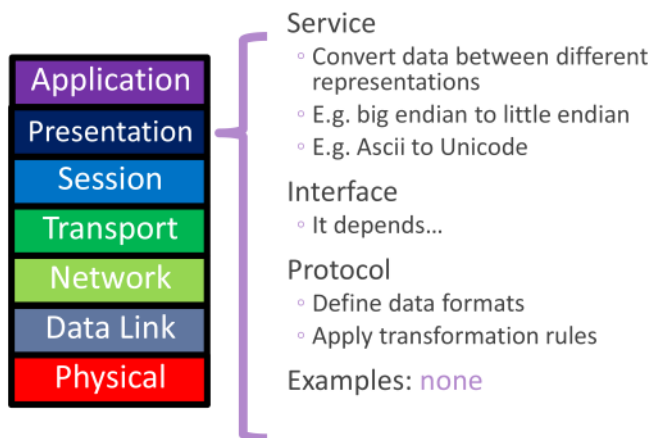 Application
Presentation
Session
Transport
Network
Data Link
Physical
Service
◦ Convert data between different
representations
◦ E.g. big endian to little endian
◦ E.g. Ascii to Unicode
Interface
◦ It depends…
Protocol
◦ Define data formats
◦ Apply transformation rules
Examples: none